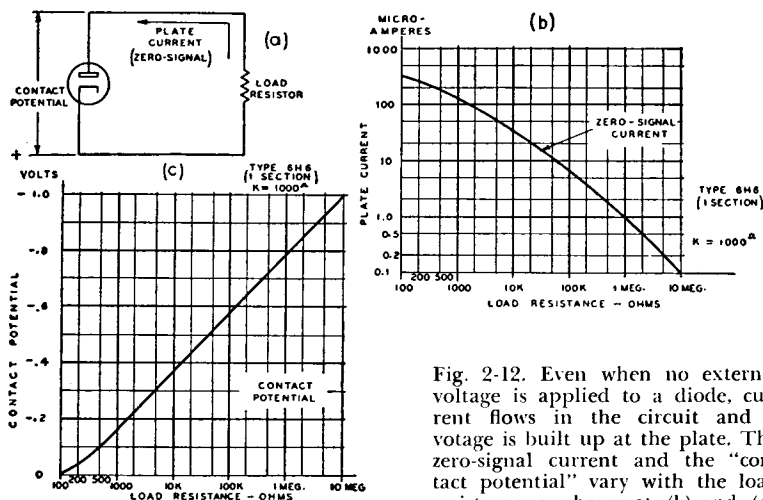 (a)
PLATE
CURRENT
(ZERO-SIGNAL)
CONTACT
POTENTIAL
LOAD
RESISTOR
+
(b)
MICRO-
AMPERES
1000
100
10
1.0
0.5
0.2
0.1
PLATE CURRENT
ZERO-SIGNAL
CURRENT
TYPE 6H6
(1 SECTION)
K = 1000Ω
100 200 500 1000 10K 100K 1 MEG. 10 MEG.
LOAD RESISTANCE – OHMS
(c)
VOLTS
TYPE 6H6
(1 SECTION)
K = 1000Ω
- 1.0
-.8
-.6
-.4
-.2
0
CONTACT POTENTIAL
CONTACT
POTENTIAL
100 200 500 1000 10K 100K 1 MEG. 10 MEG.
LOAD RESISTANCE – OHMS
Fig. 2-12. Even when no extern
voltage is applied to a diode, cu
rent flows in the circuit and
votage is built up at the plate. Th
zero-signal current and the “con
tact potential” vary with the loa